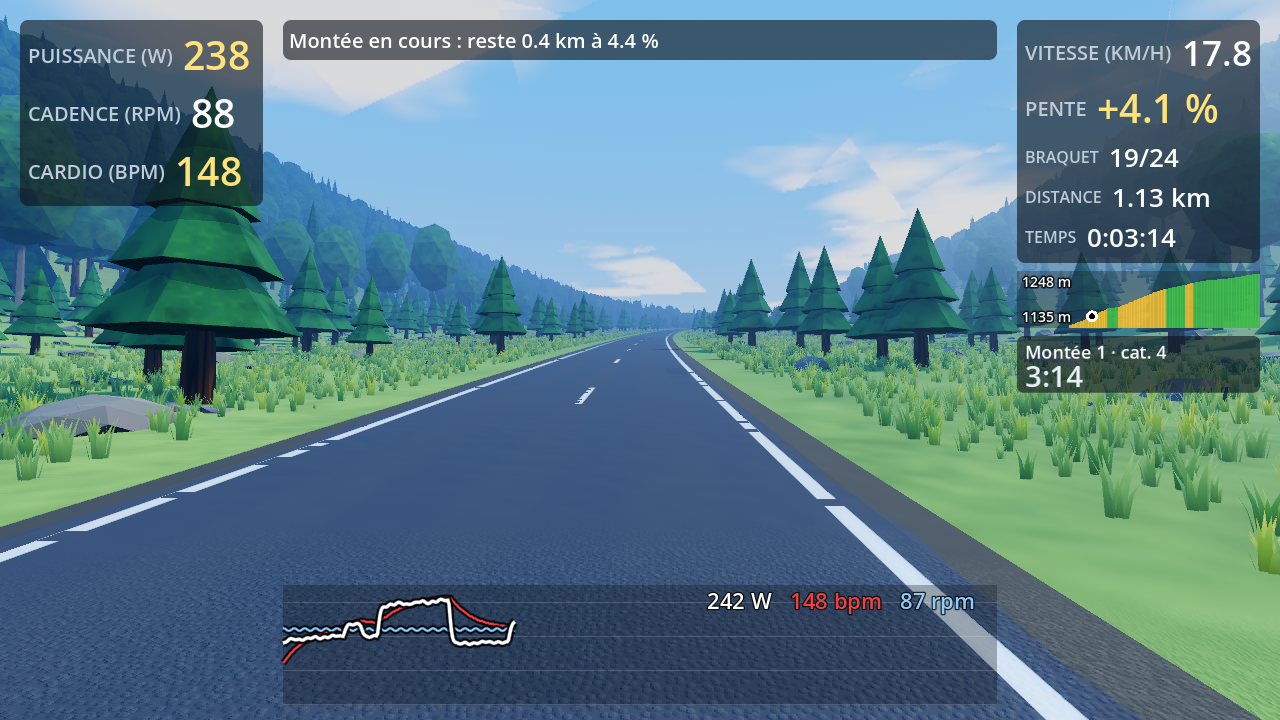 PUISSANCE (W) 238
CADENCE (RPM) 88
CARDIO (BPM) 148
Montée en cours : reste 0.4 km à 4.4 %
VITESSE (KM/H) 17.8
PENTE +4.1 %
BRAQUET 19/24
DISTANCE 1.13 km
TEMPS 0:03:14
1248 m
1135 m
Montée 1 · cat. 4
3:14
242 W 148 bpm 87 rpm